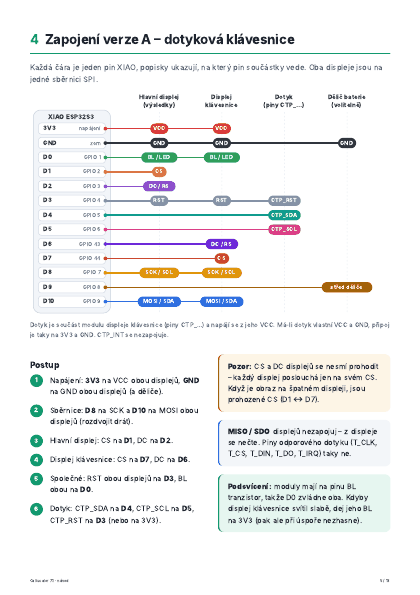 4 Zapojení verze A – dotyková klávesnice
Každá čára je jeden pin XIAO, popisky ukazují, na který pin součástky vede. Oba displeje jsou na
jedné sběrnici SPI.
Hlavní displej
(výsledky)
Displej
klávesnice
Dotyk
(piny CTP_...)
Dělič baterie
(volitelně)
XIAO ESP32S3
3V3 napájení VCC VCC
GND zem GND GND GND
D0 GPIO 1 BL / LED BL / LED
D1 GPIO 2 CS
D2 GPIO 3 DC / RS
D3 GPIO 4 RST RST CTP_RST
D4 GPIO 5 CTP_SDA
D5 GPIO 6 CTP_SCL
D6 GPIO 43 DC / RS
D7 GPIO 44 CS
D8 GPIO 7 SCK / SCL SCK / SCL
D9 GPIO 8 střed děliče
D10 GPIO 9 MOSI / SDA MOSI / SDA
Dotyk je součást modulu displeje klávesnice (piny CTP_...) a napájí se z jeho VCC. Má-li dotyk vlastní VCC a GND, připoj
je taky na 3V3 a GND. CTP_INT se nezapojuje.
Postup
1 Napájení: 3V3 na VCC obou displejů, GND
na GND obou displejů (a děliče).
2 Sběrnice: D8 na SCK a D10 na MOSI obou
displejů (rozdvojit drát).
3 Hlavní displej: CS na D1, DC na D2.
4 Displej klávesnice: CS na D7, DC na D6.
5 Společné: RST obou displejů na D3, BL
obou na D0.
6 Dotyk: CTP_SDA na D4, CTP_SCL na D5,
CTP_RST na D3 (nebo na 3V3).
Pozor: CS a DC displejů se nesmí prohodit
– každý displej poslouchá jen na svém CS.
Když je obraz na špatném displeji, jsou
prohozené CS (D1 ↔ D7).
MISO / SDO displejů nezapojuj – z displeje
se nečte. Piny odporového dotyku (T_CLK,
T_CS, T_DIN, T_DO, T_IRQ) taky ne.
Podsvícení: moduly mají na pinu BL
tranzistor, takže D0 zvládne oba. Kdyby
displej klávesnice svítil slabě, dej jeho BL
na 3V3 (pak ale při úspoře nezhasne).